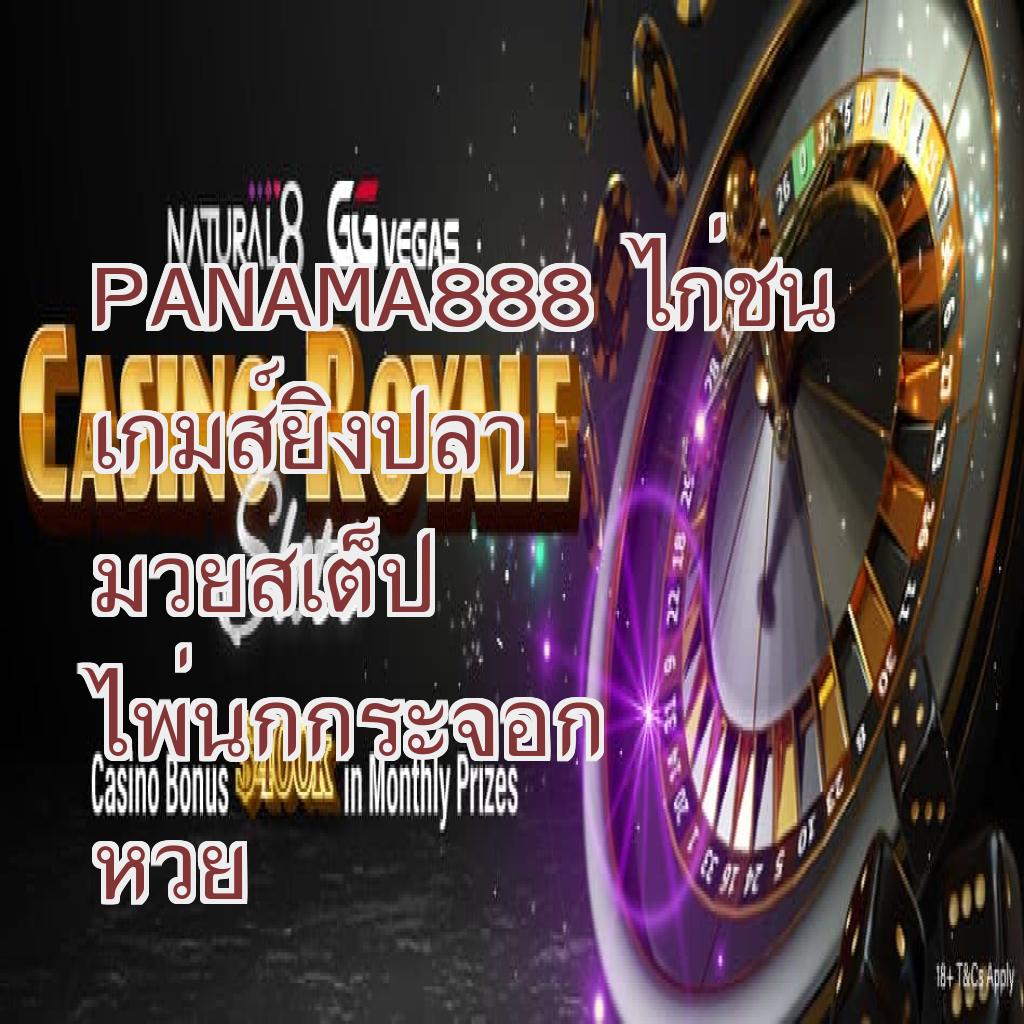 NATURAL8 GG VEGAS
PANAMA888 ไก่ชน
CASINO ROYALE
เกมส์ยิงปลา
มวยสเต็ป
ไพ่นกกระจอก
Casino Bonus $400K in Monthly Prizes
หวย
18+ T&Cs Apply